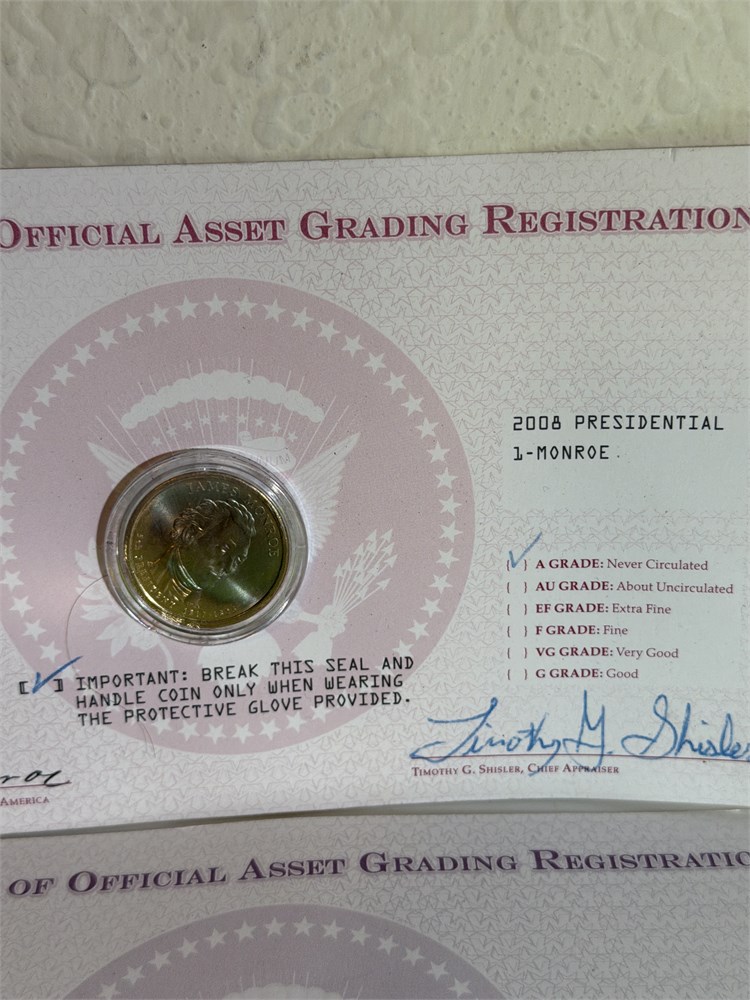 OFFICIAL ASSET GRADING REGISTRATION
2008 PRESIDENTIAL
1-MONROE
JAMES MONROE
[✓] IMPORTANT: BREAK THIS SEAL AND
HANDLE COIN ONLY WHEN WEARING
THE PROTECTIVE GLOVE PROVIDED.
(✓) A GRADE: Never Circulated
( ) AU GRADE: About Uncirculated
( ) EF GRADE: Extra Fine
( ) F GRADE: Fine
( ) VG GRADE: Very Good
( ) G GRADE: Good
Timothy G. Shisler
TIMOTHY G. SHISLER, CHIEF APPRAISER
AMERICA
OF OFFICIAL ASSET GRADING REGISTRATIO